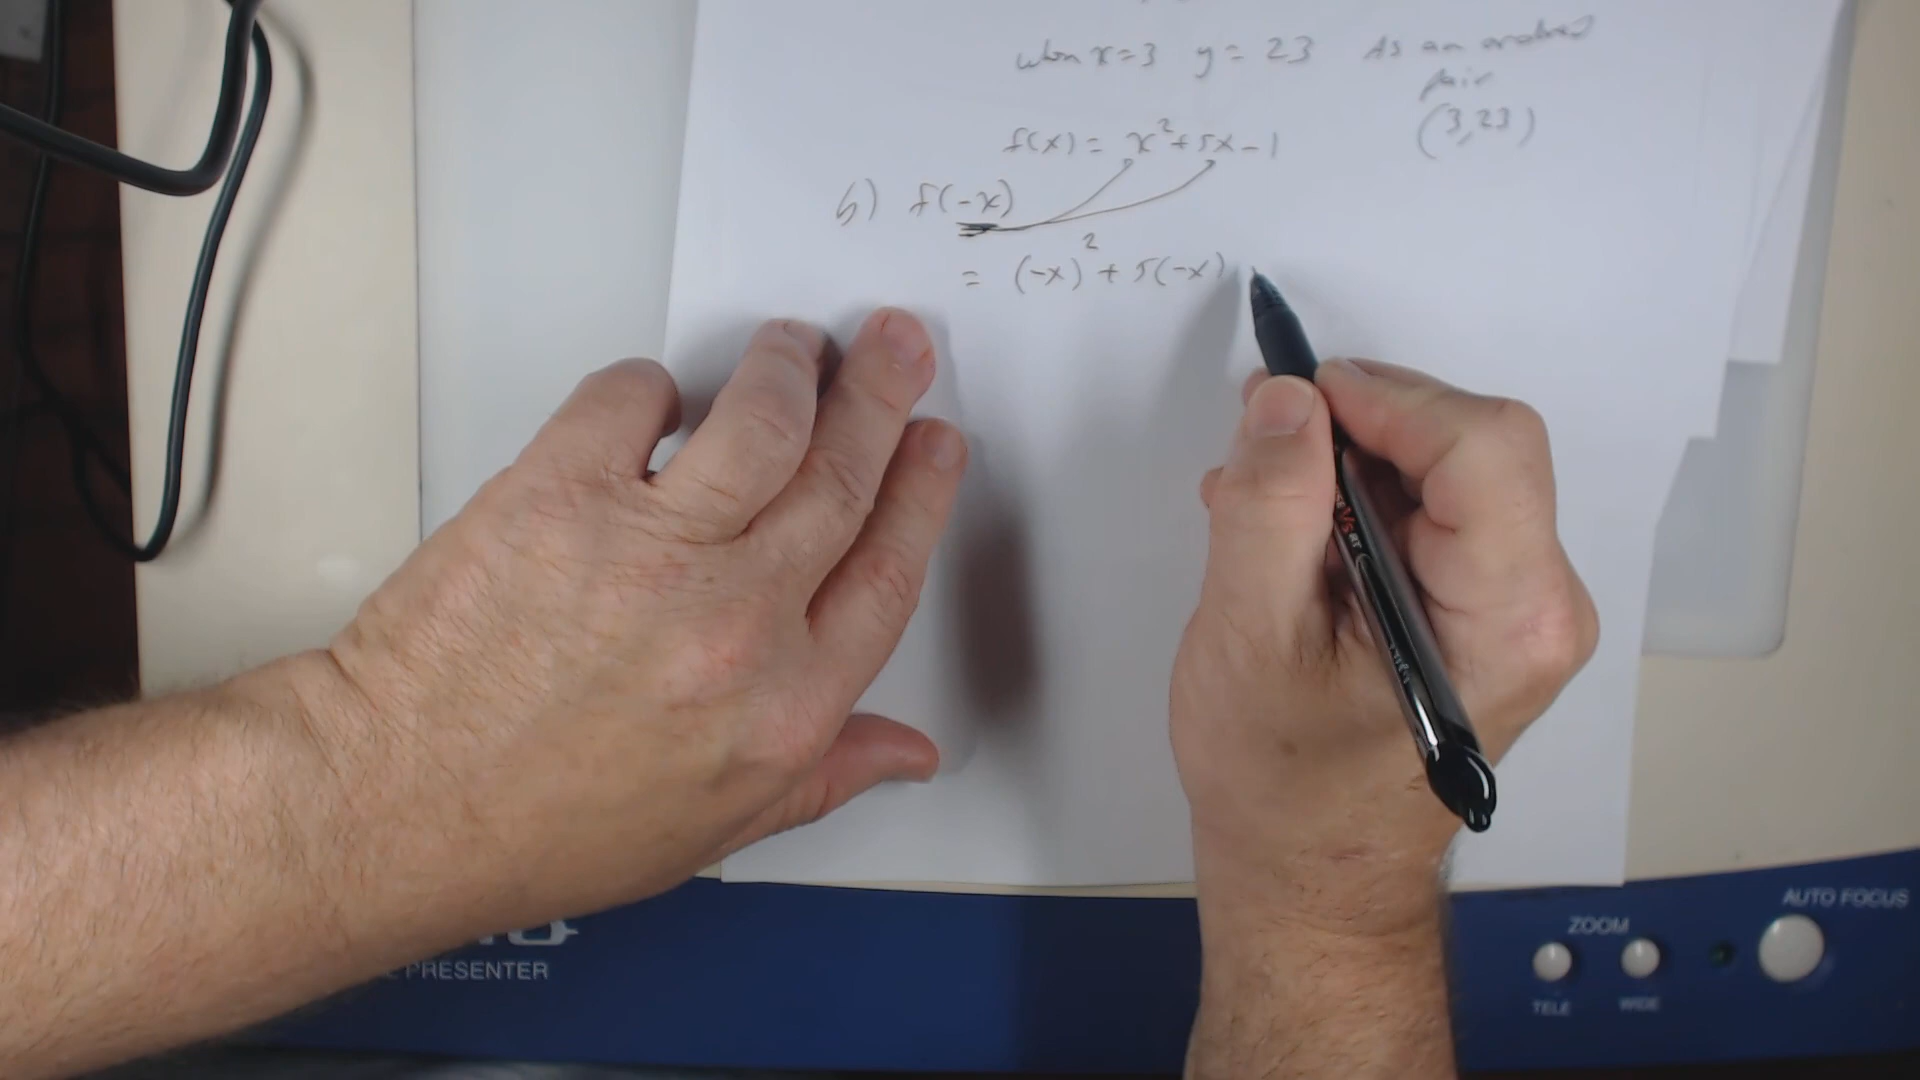 when x=3 y = 23 As an ordered
pair
(3,23)
f(x) = x²+5x-1
b) f(-x)
= (-x)² + 5(-x)
PRESENTER
ZOOM
AUTO FOCUS
TELE WIDE